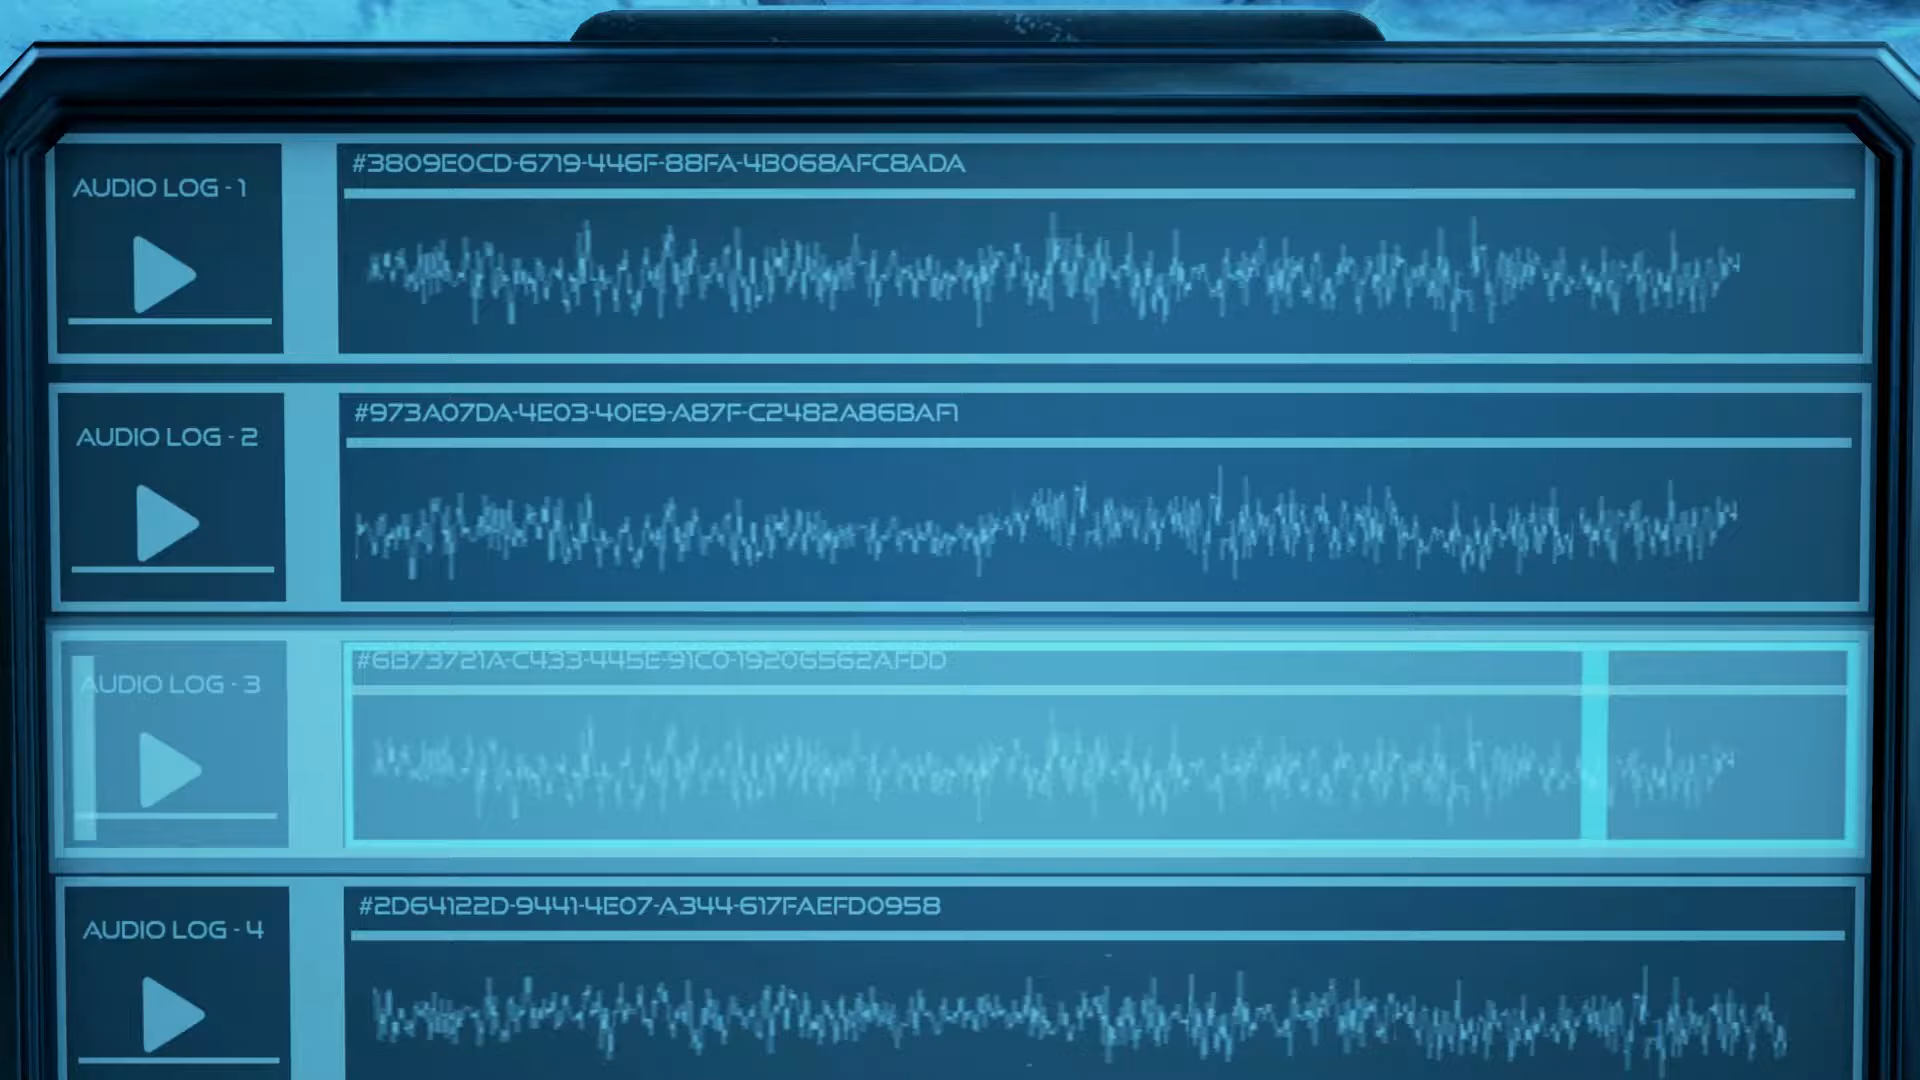 #3809E0CD-6719-446F-88FA-4B068AFC8ADA
AUDIO LOG - 1
#973A07DA-4E03-40E9-A87F-C2482A86BAF1
AUDIO LOG - 2
#6B73721A-C433-445E-91C0-19206562AFDD
AUDIO LOG - 3
#2D64122D-9441-4E07-A344-617FAEFD0958
AUDIO LOG - 4